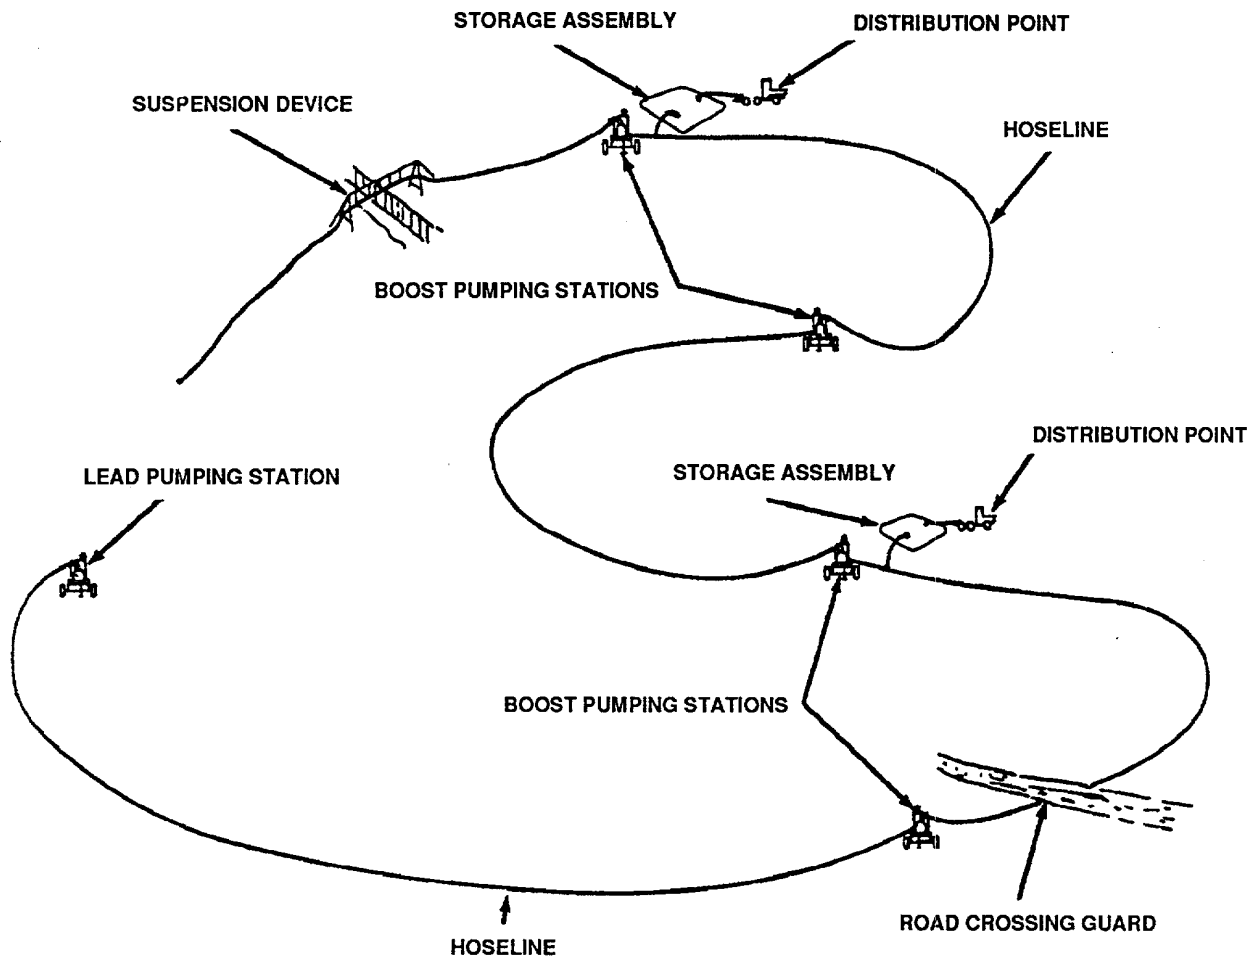 STORAGE ASSEMBLY
DISTRIBUTION POINT
SUSPENSION DEVICE
HOSELINE
BOOST PUMPING STATIONS
DISTRIBUTION POINT
STORAGE ASSEMBLY
LEAD PUMPING STATION
BOOST PUMPING STATIONS
ROAD CROSSING GUARD
HOSELINE